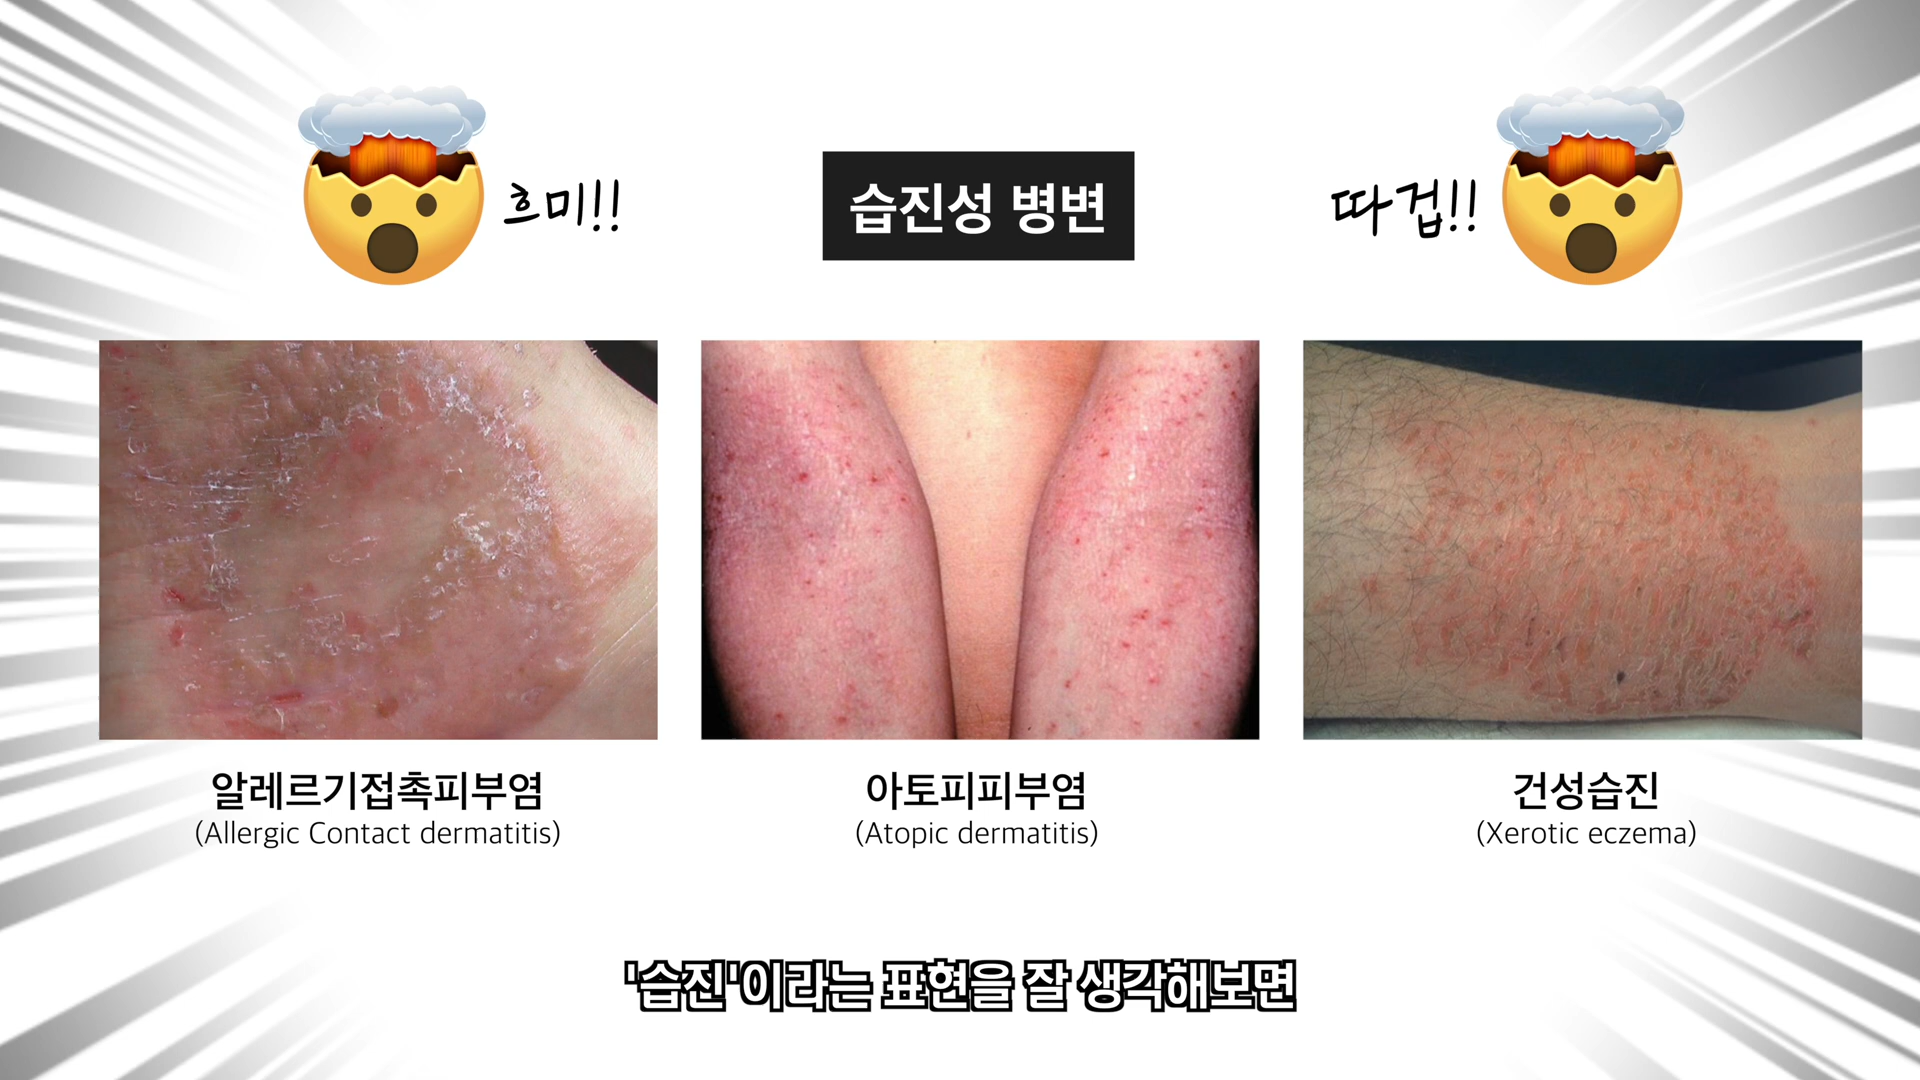 흐미!!
습진성 병변
따겁!!
알레르기접촉피부염
(Allergic Contact dermatitis)
아토피피부염
(Atopic dermatitis)
건성습진
(Xerotic eczema)
'습진'이라는 표현을 잘 생각해보면